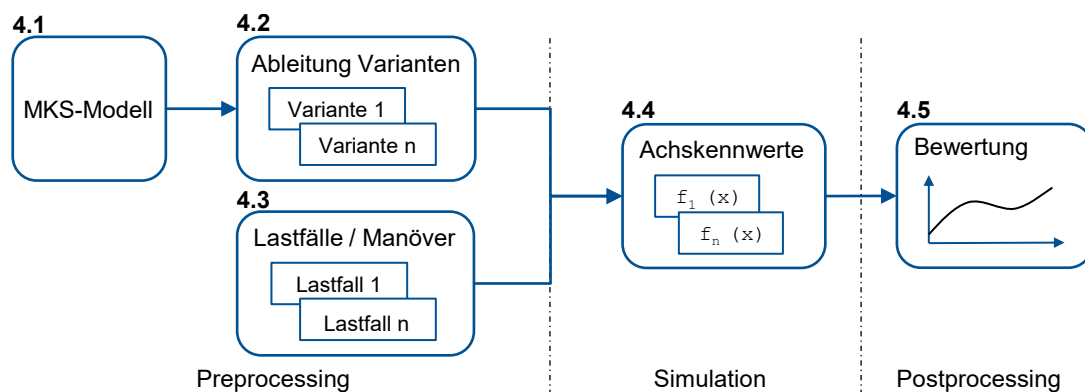 4.1
MKS-Modell
4.2
Ableitung Varianten
Variante 1
Variante n
4.3
Lastfälle / Manöver
Lastfall 1
Lastfall n
4.4
Achskennwerte
f₁ (x)
fₙ (x)
4.5
Bewertung
Preprocessing
Simulation
Postprocessing